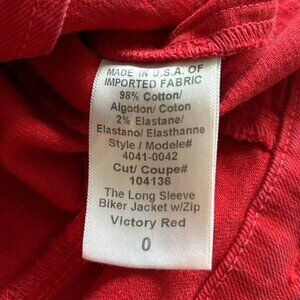 MADE IN U.S.A. OF
IMPORTED FABRIC
98% Cotton/
Algodon/ Coton
2% Elastane/
Elastano/ Elasthanne
Style / Modele#
4041-0042
Cut/ Coupe#
104136
The Long Sleeve
Biker Jacket w/Zip
Victory Red
0